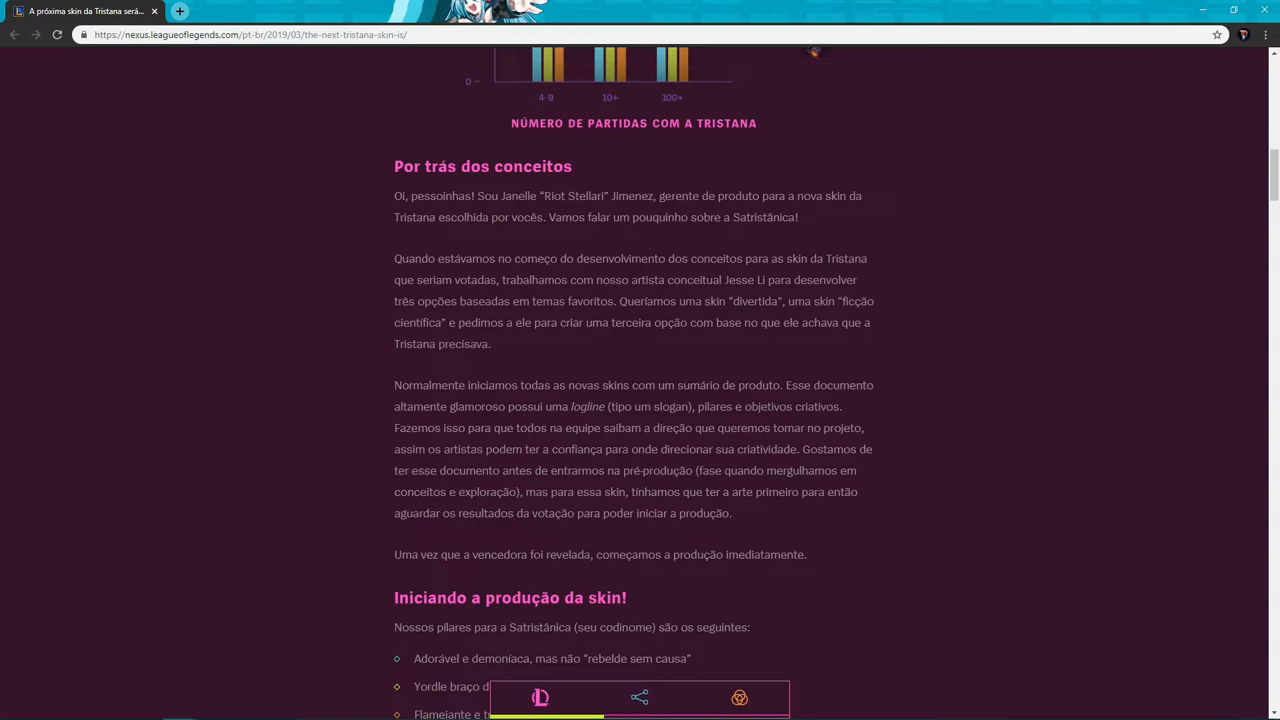 A próxima skin da Tristana será...
https://nexus.leagueoflegends.com/pt-br/2019/03/the-next-tristana-skin-is/
0
4-9 10+ 100+
NÚMERO DE PARTIDAS COM A TRISTANA
Por trás dos conceitos
Oi, pessoinhas! Sou Janelle “Riot Stellari” Jimenez, gerente de produto para a nova skin da
Tristana escolhida por vocês. Vamos falar um pouquinho sobre a Satristânica!
Quando estávamos no começo do desenvolvimento dos conceitos para as skin da Tristana
que seriam votadas, trabalhamos com nosso artista conceitual Jesse Li para desenvolver
três opções baseadas em temas favoritos. Queríamos uma skin “divertida”, uma skin “ficção
científica” e pedimos a ele para criar uma terceira opção com base no que ele achava que a
Tristana precisava.
Normalmente iniciamos todas as novas skins com um sumário de produto. Esse documento
altamente glamoroso possui uma logline (tipo um slogan), pilares e objetivos criativos.
Fazemos isso para que todos na equipe saibam a direção que queremos tomar no projeto,
assim os artistas podem ter a confiança para onde direcionar sua criatividade. Gostamos de
ter esse documento antes de entrarmos na pré-produção (fase quando mergulhamos em
conceitos e exploração), mas para essa skin, tínhamos que ter a arte primeiro para então
aguardar os resultados da votação para poder iniciar a produção.
Uma vez que a vencedora foi revelada, começamos a produção imediatamente.
Iniciando a produção da skin!
Nossos pilares para a Satristânica (seu codinome) são os seguintes:
Adorável e demoníaca, mas não “rebelde sem causa”
Yordle braço d
Flamejante e